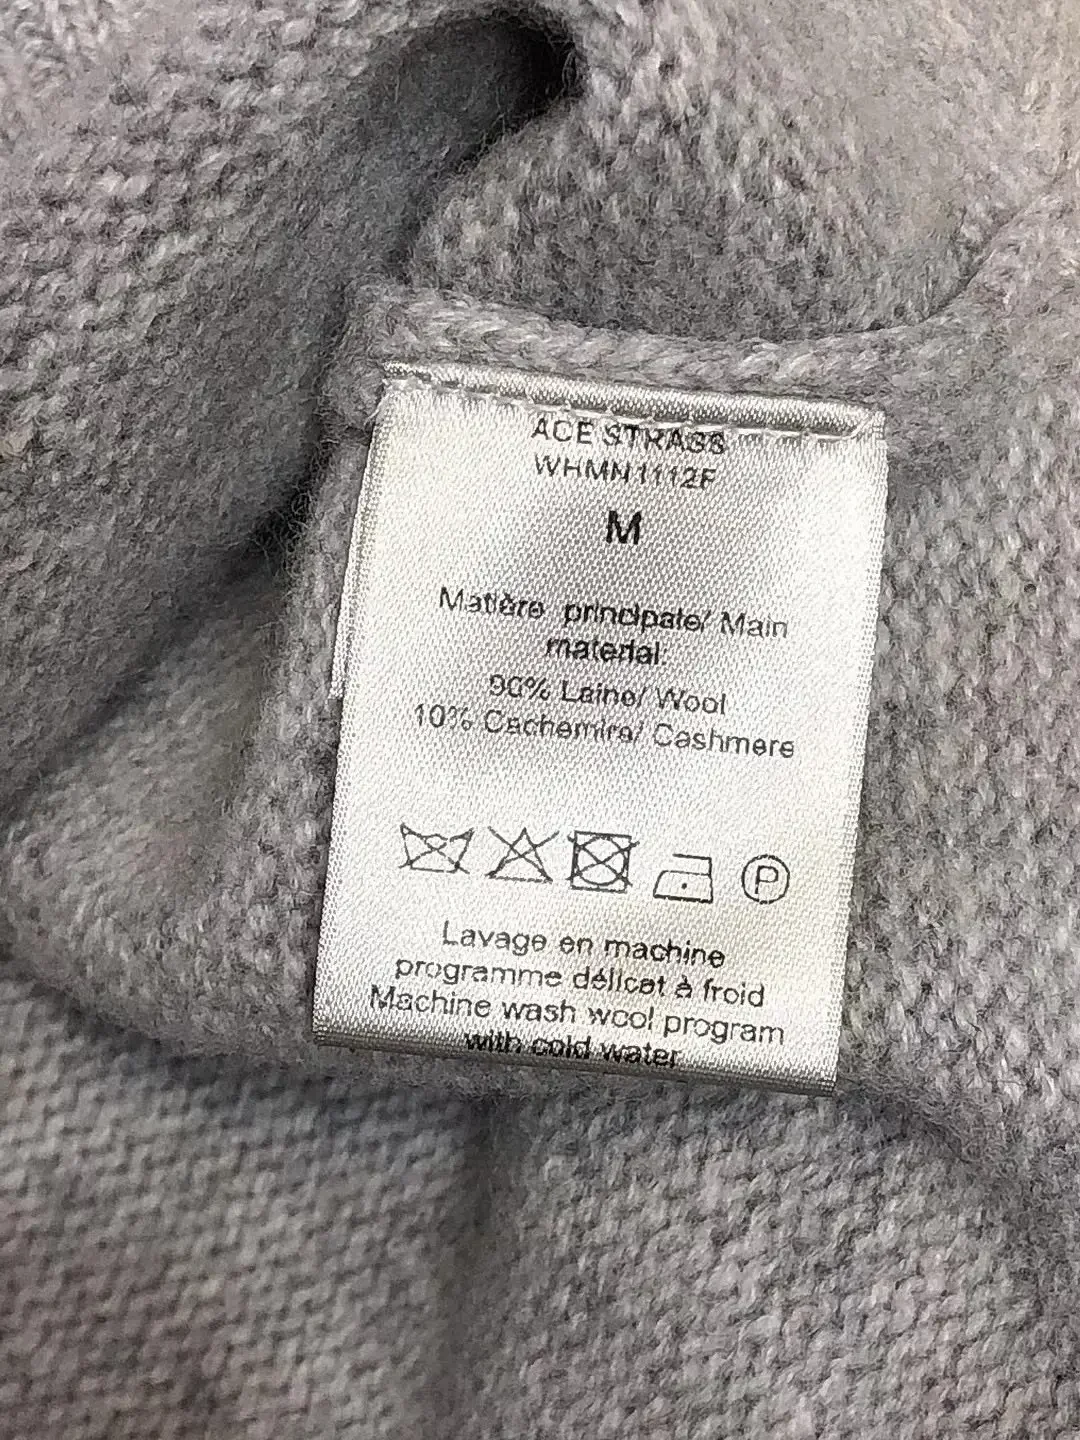 ACE STRASS
WHMN1112F
M
Matière principale/ Main
material:
90% Laine/ Wool
10% Cachemire/ Cashmere
P
Lavage en machine
programme délicat à froid
Machine wash wool program
with cold water